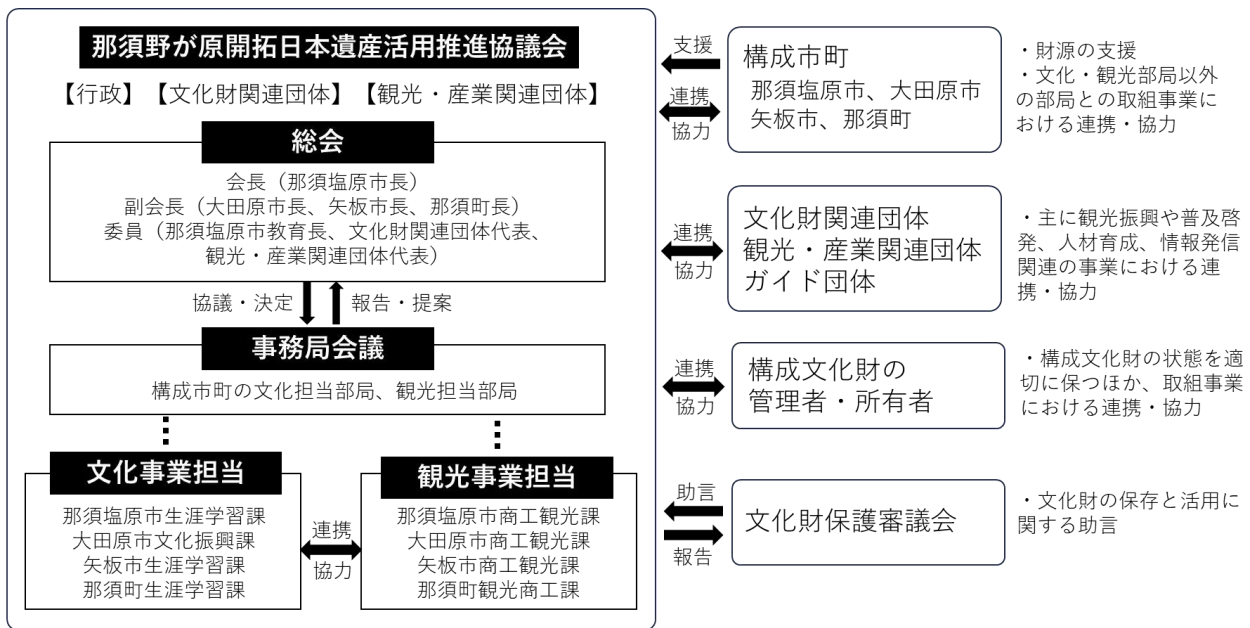 那須野が原開拓日本遺産活用推進協議会
【行政】【文化財関連団体】【観光・産業関連団体】
総会
会長（那須塩原市長）
副会長（大田原市長、矢板市長、那須町長）
委員（那須塩原市教育長、文化財関連団体代表、
観光・産業関連団体代表）
協議・決定
報告・提案
事務局会議
構成市町の文化担当部局、観光担当部局
文化事業担当
那須塩原市生涯学習課
大田原市文化振興課
矢板市生涯学習課
那須町生涯学習課
連携
協力
観光事業担当
那須塩原市商工観光課
大田原市商工観光課
矢板市商工観光課
那須町観光商工課
支援
連携
協力
構成市町
那須塩原市、大田原市
矢板市、那須町
・財源の支援
・文化・観光部局以外
の部局との取組事業に
おける連携・協力
連携
協力
文化財関連団体
観光・産業関連団体
ガイド団体
・主に観光振興や普及啓
発、人材育成、情報発信
関連の事業における連
携・協力
連携
協力
構成文化財の
管理者・所有者
・構成文化財の状態を適
切に保つほか、取組事業
における連携・協力
助言
報告
文化財保護審議会
・文化財の保存と活用に
関する助言